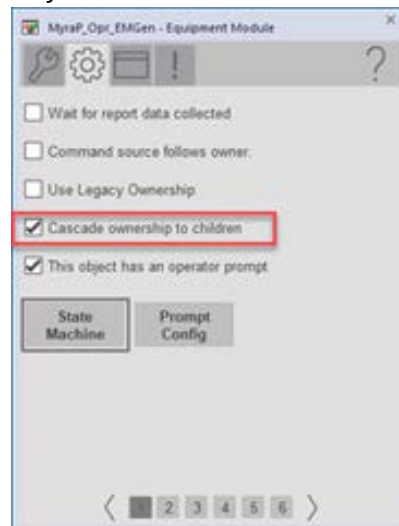 MyraP_Opr_EMGen - Equipment Module
Wait for report data collected
Command source follows owner.
Use Legacy Ownership
Cascade ownership to children
This object has an operator prompt
State
Machine
Prompt
Config
1 2 3 4 5 6